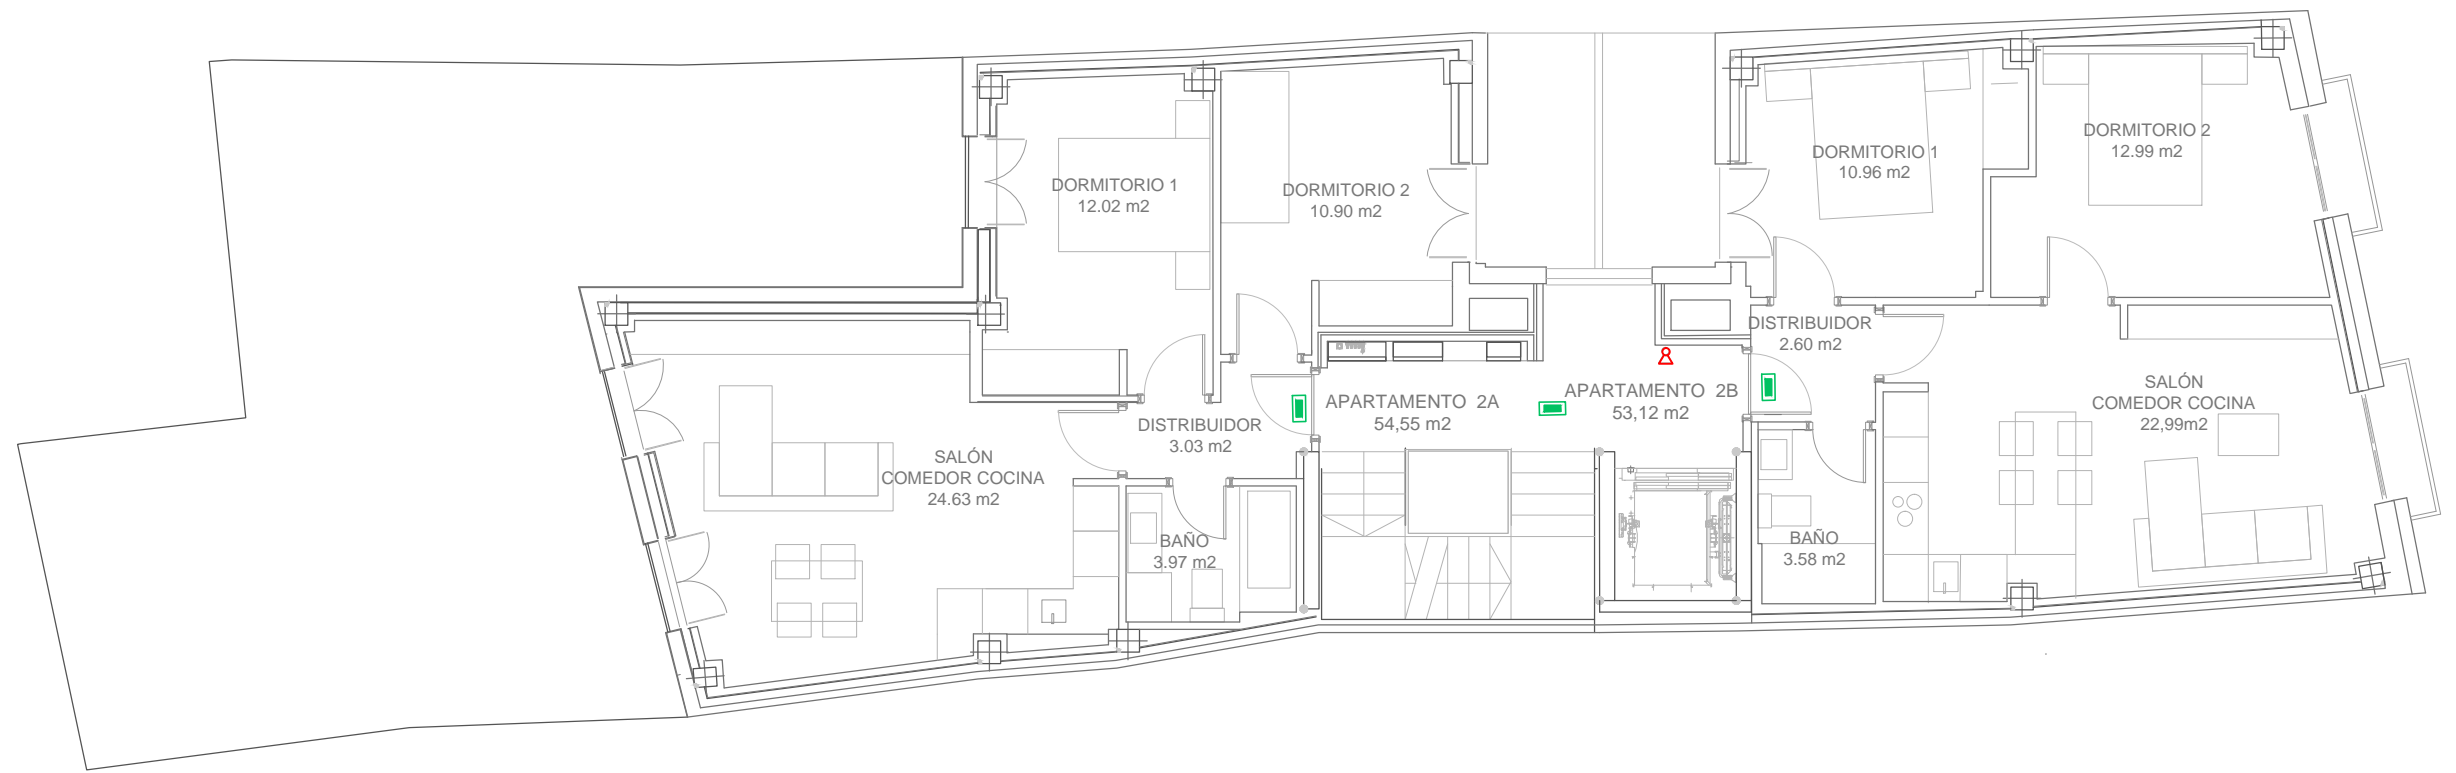 DORMITORIO 1
12.02 m2
DORMITORIO 2
10.90 m2
DORMITORIO 1
10.96 m2
DORMITORIO 2
12.99 m2
DISTRIBUIDOR
2.60 m2
SALÓN
COMEDOR COCINA
22,99m2
APARTAMENTO 2A
54,55 m2
APARTAMENTO 2B
53,12 m2
DISTRIBUIDOR
3.03 m2
SALÓN
COMEDOR COCINA
24.63 m2
BAÑO
3.97 m2
BAÑO
3.58 m2